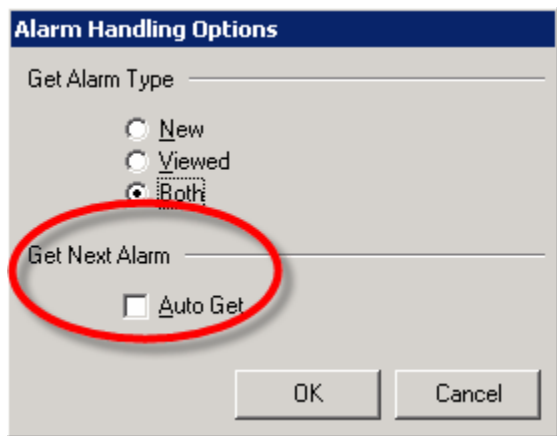 Alarm Handling Options
Get Alarm Type
New
Viewed
Both
Get Next Alarm
Auto Get
OK Cancel